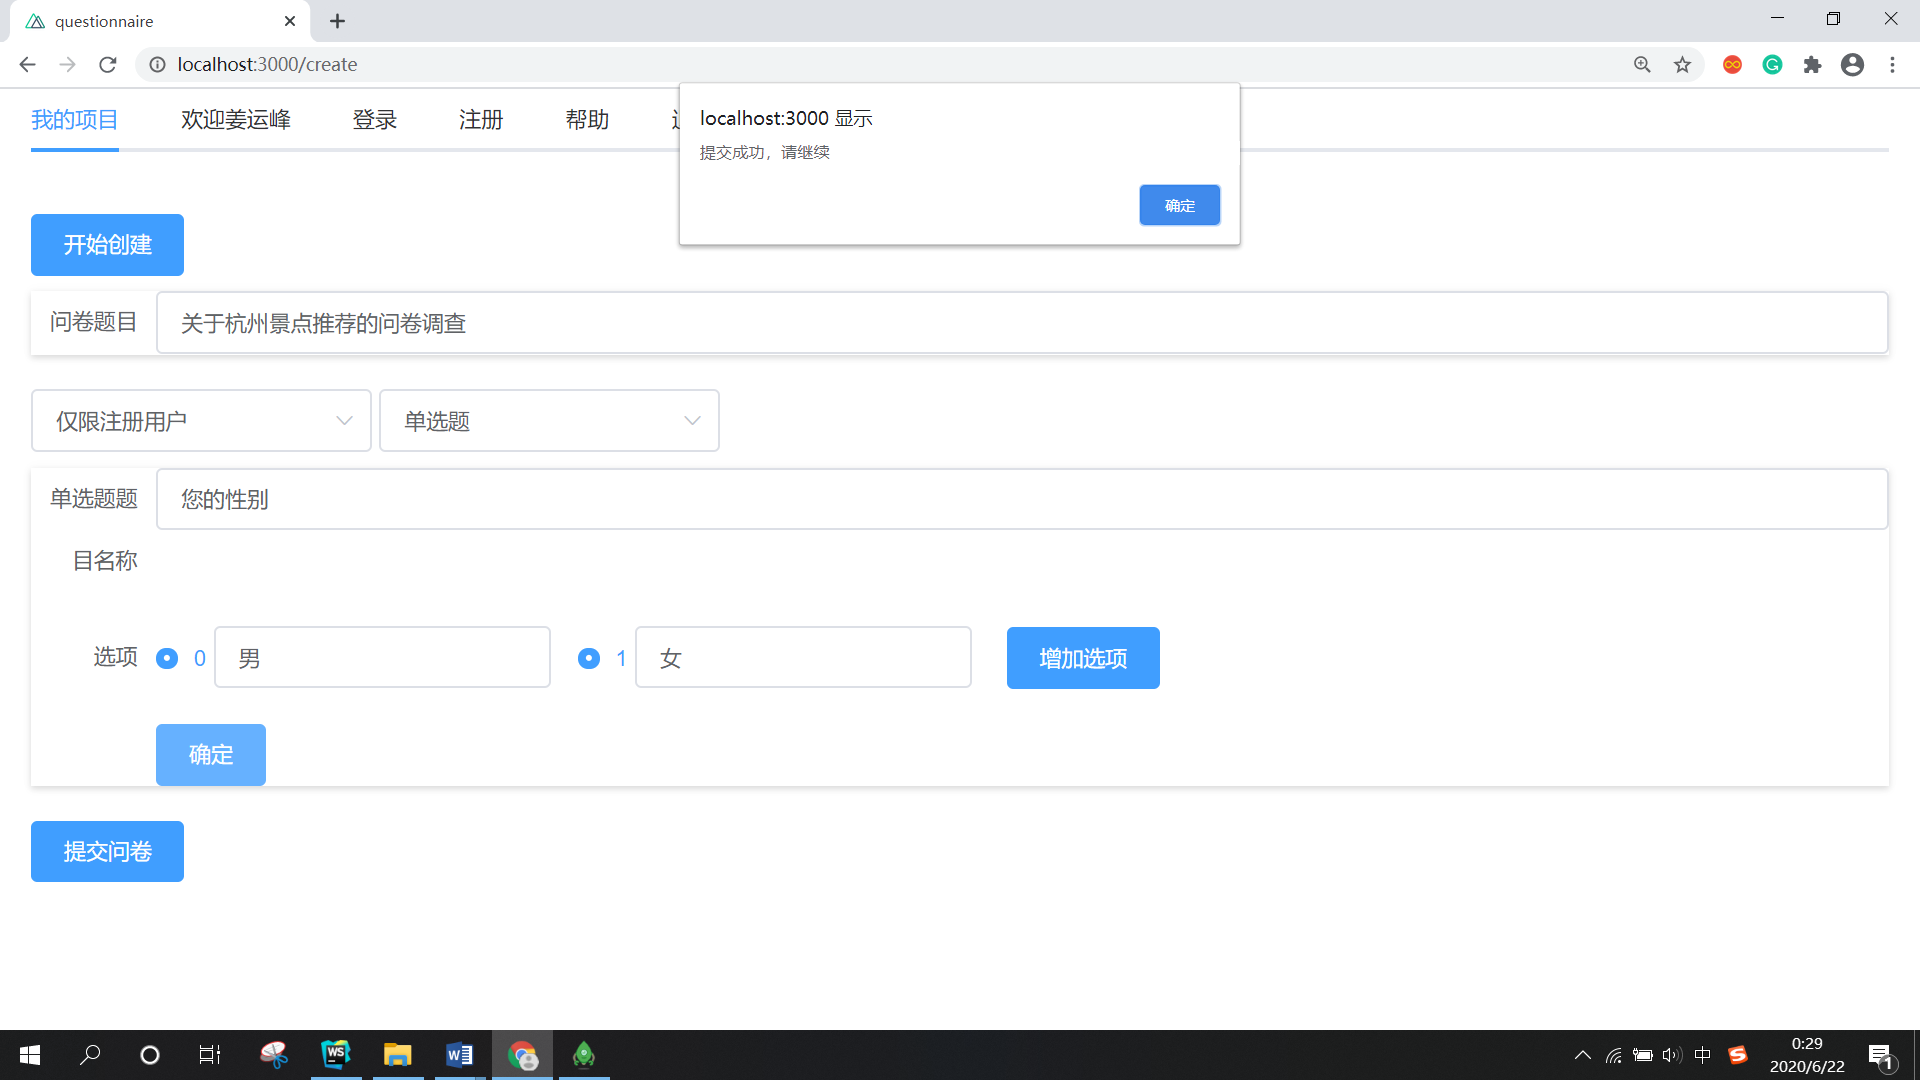 questionnaire
localhost:3000/create
localhost:3000 显示
提交成功，请继续
确定
我的项目 欢迎姜运峰 登录 注册 帮助
开始创建
问卷题目 关于杭州景点推荐的问卷调查
仅限注册用户 单选题
单选题题 您的性别
目名称
选项 0 男 1 女 增加选项
确定
提交问卷
WS
W
中
S
0:29
2020/6/22
1